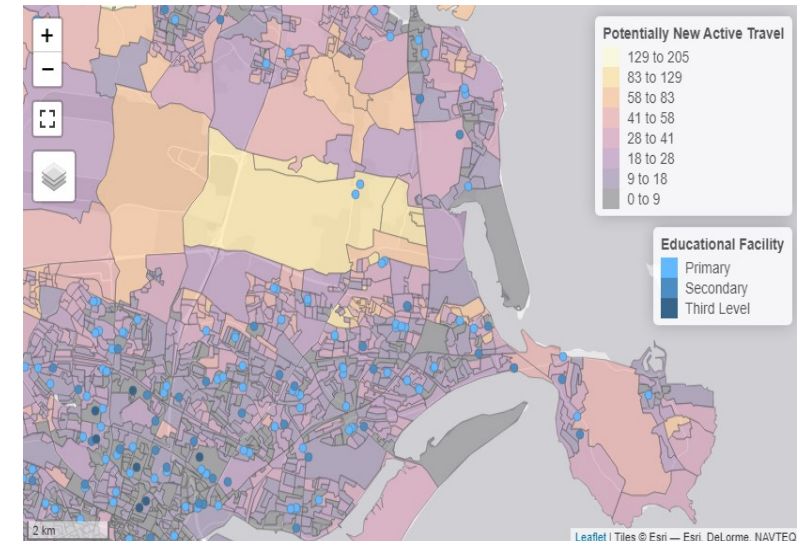 +
−
Potentially New Active Travel
129 to 205
83 to 129
58 to 83
41 to 58
28 to 41
18 to 28
9 to 18
0 to 9
Educational Facility
Primary
Secondary
Third Level
2 km
Leaflet | Tiles © Esri — Esri, DeLorme, NAVTEQ